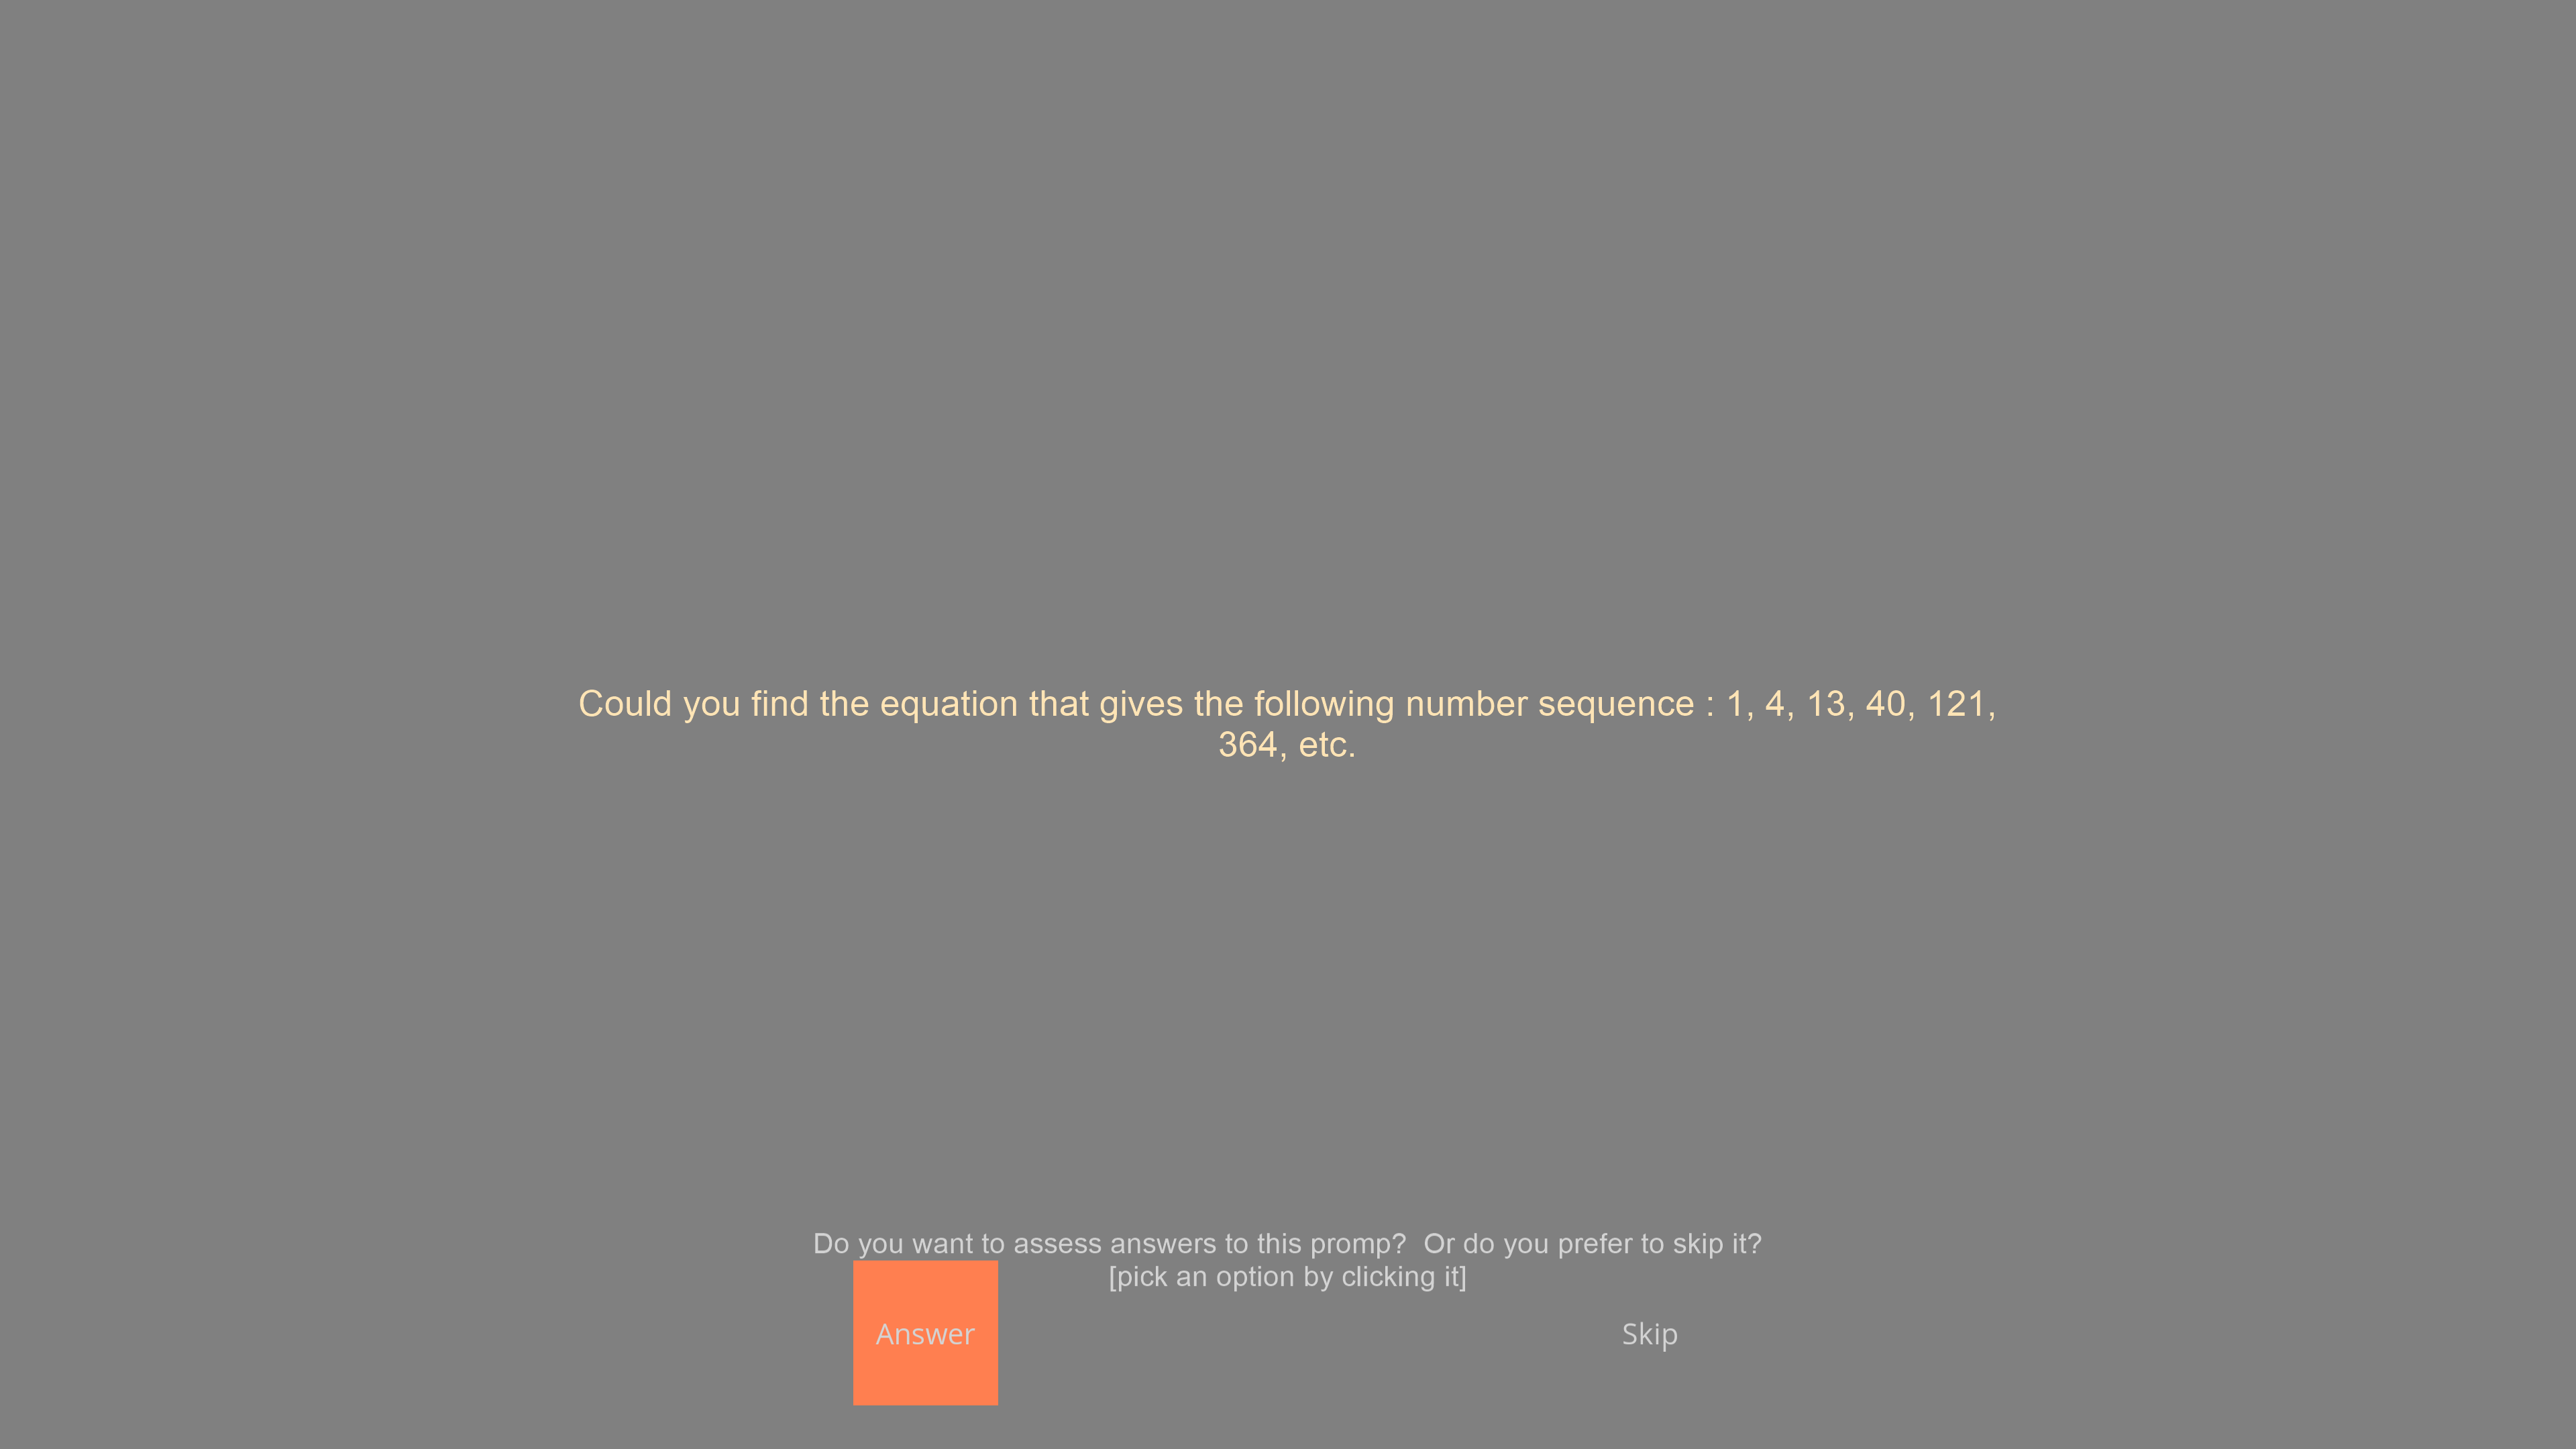 Could you find the equation that gives the following number sequence : 1, 4, 13, 40, 121,
364, etc.
Do you want to assess answers to this promp?  Or do you prefer to skip it?
[pick an option by clicking it]
Answer
Skip